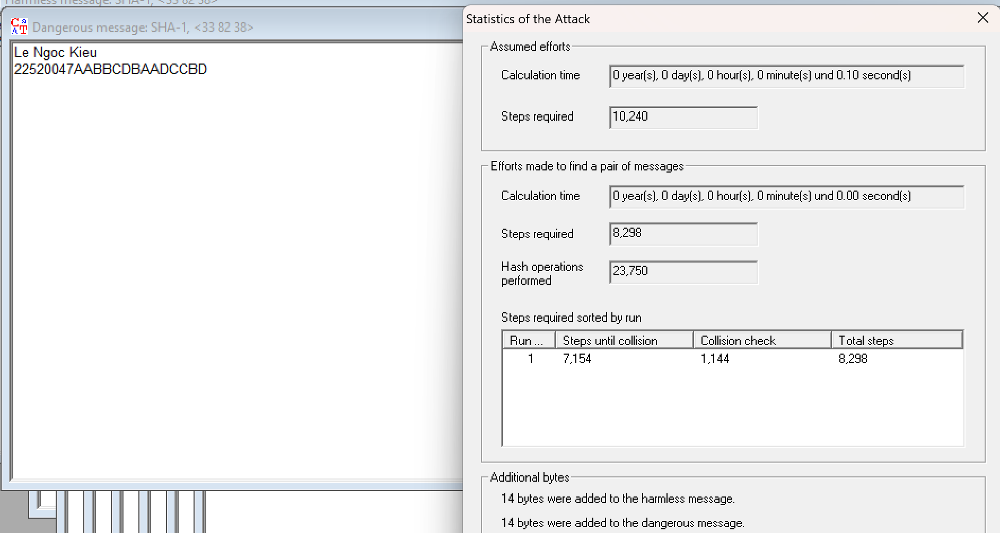 Harmless message: SHA-1, <33 82 38>
Dangerous message: SHA-1, <33 82 38>
Le Ngoc Kieu
22520047AABBCDBAADCCBD
Statistics of the Attack
Assumed efforts
Calculation time
0 year(s), 0 day(s), 0 hour(s), 0 minute(s) und 0.10 second(s)
Steps required
10,240
Efforts made to find a pair of messages
Calculation time
0 year(s), 0 day(s), 0 hour(s), 0 minute(s) und 0.00 second(s)
Steps required
8,298
Hash operations
performed
23,750
Steps required sorted by run
Run ... Steps until collision Collision check Total steps
1 7,154 1,144 8,298
Additional bytes
14 bytes were added to the harmless message.
14 bytes were added to the dangerous message.